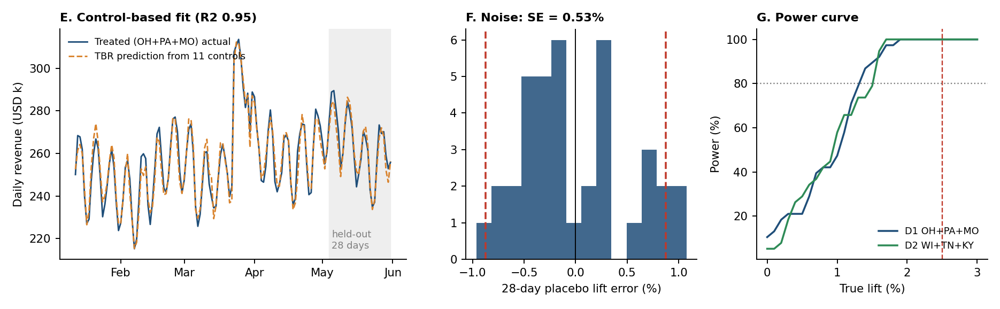 E. Control-based fit (R2 0.95)
Treated (OH+PA+MO) actual
TBR prediction from 11 controls
Daily revenue (USD k)
300
280
260
240
220
held-out
28 days
Feb
Mar
Apr
May
Jun
F. Noise: SE = 0.53%
6
5
4
3
2
1
0
−1.0
−0.5
0.0
0.5
1.0
28-day placebo lift error (%)
G. Power curve
Power (%)
100
80
60
40
20
D1 OH+PA+MO
D2 WI+TN+KY
0
1
2
3
True lift (%)